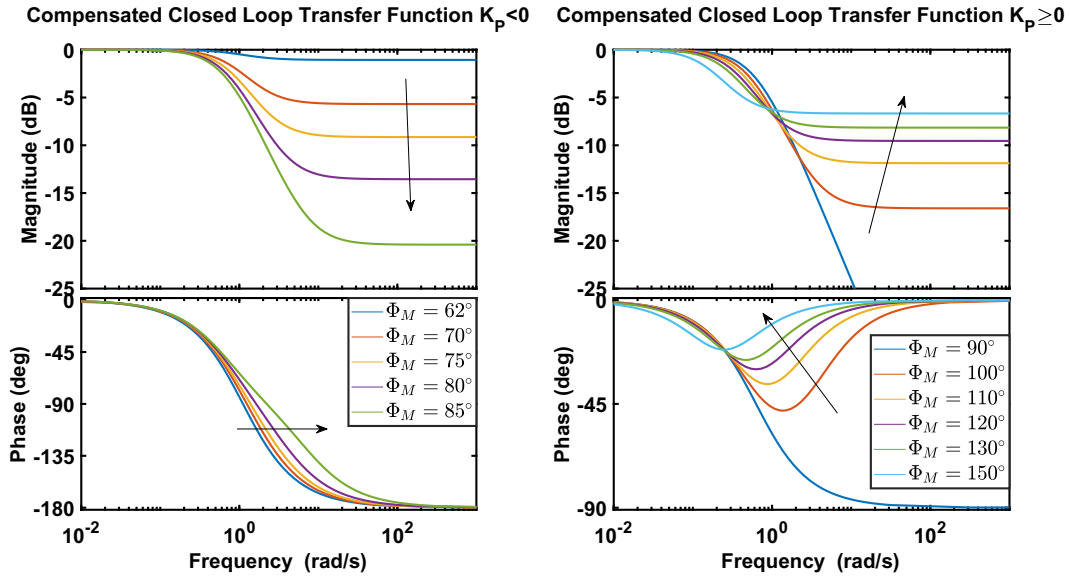 Compensated Closed Loop Transfer Function K_P<0
0
-5
-10
-15
-20
-25
Magnitude (dB)
0
-45
-90
-135
-180
Phase (deg)
Φ_M = 62°
Φ_M = 70°
Φ_M = 75°
Φ_M = 80°
Φ_M = 85°
10^-2
10^0
10^2
Frequency (rad/s)
Compensated Closed Loop Transfer Function K_P≥0
0
-5
-10
-15
-20
-25
Magnitude (dB)
0
-45
-90
Phase (deg)
Φ_M = 90°
Φ_M = 100°
Φ_M = 110°
Φ_M = 120°
Φ_M = 130°
Φ_M = 150°
10^-2
10^0
10^2
Frequency (rad/s)